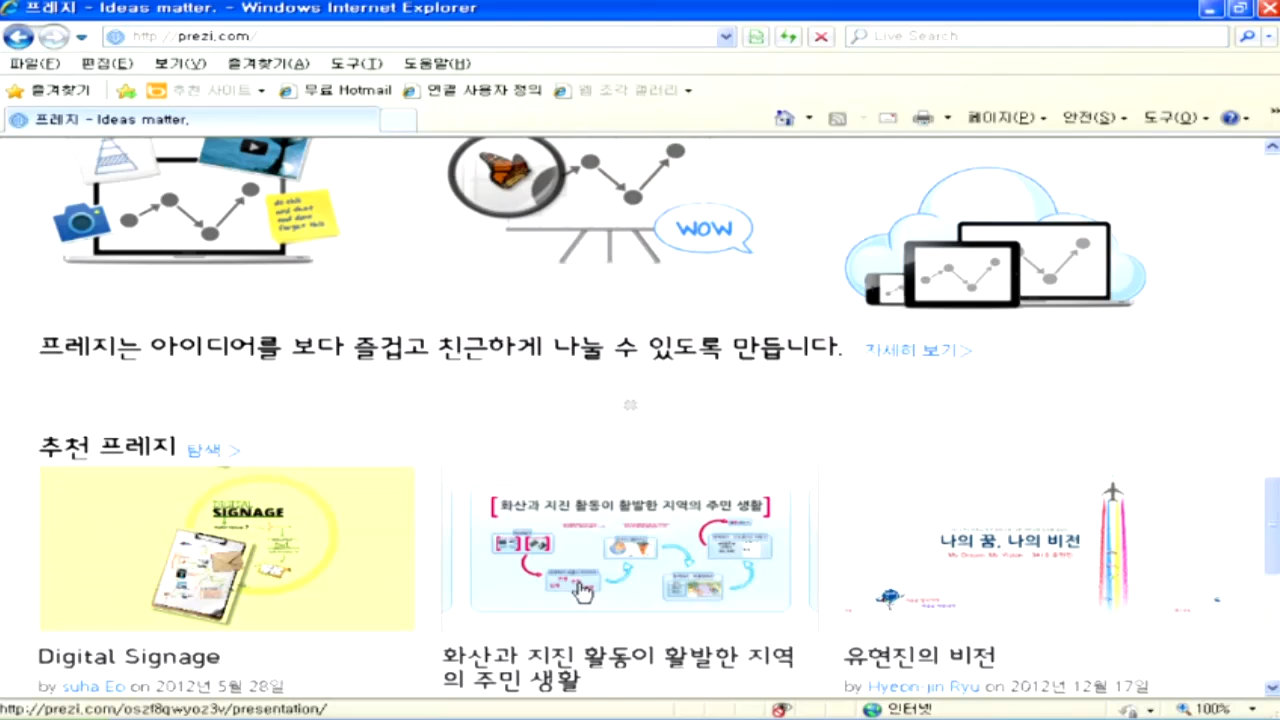 프레지 - Ideas matter. - Windows Internet Explorer
http://prezi.com/
Live Search
파일(F) 편집(E) 보기(V) 즐겨찾기(A) 도구(T) 도움말(H)
즐겨찾기 추천 사이트 무료 Hotmail 연결 사용자 정의 웹 조각 갤러리
프레지 - Ideas matter.
페이지(P) 안전(S) 도구(O)
do this
WOW
프레지는 아이디어를 보다 즐겁고 친근하게 나눌 수 있도록 만듭니다. 자세히 보기>
추천 프레지 탐색 >
DIGITAL
SIGNAGE
화산과 지진 활동이 활발한 지역의 주민 생활
나의 꿈, 나의 비전
Digital Signage
by suha Eo on 2012년 5월 28일
화산과 지진 활동이 활발한 지역
의 주민 생활
유현진의 비전
by Hyeon-jin Ryu on 2012년 12월 17일
http://prezi.com/oszf8qwyoz3v/presentation/
인터넷
100%